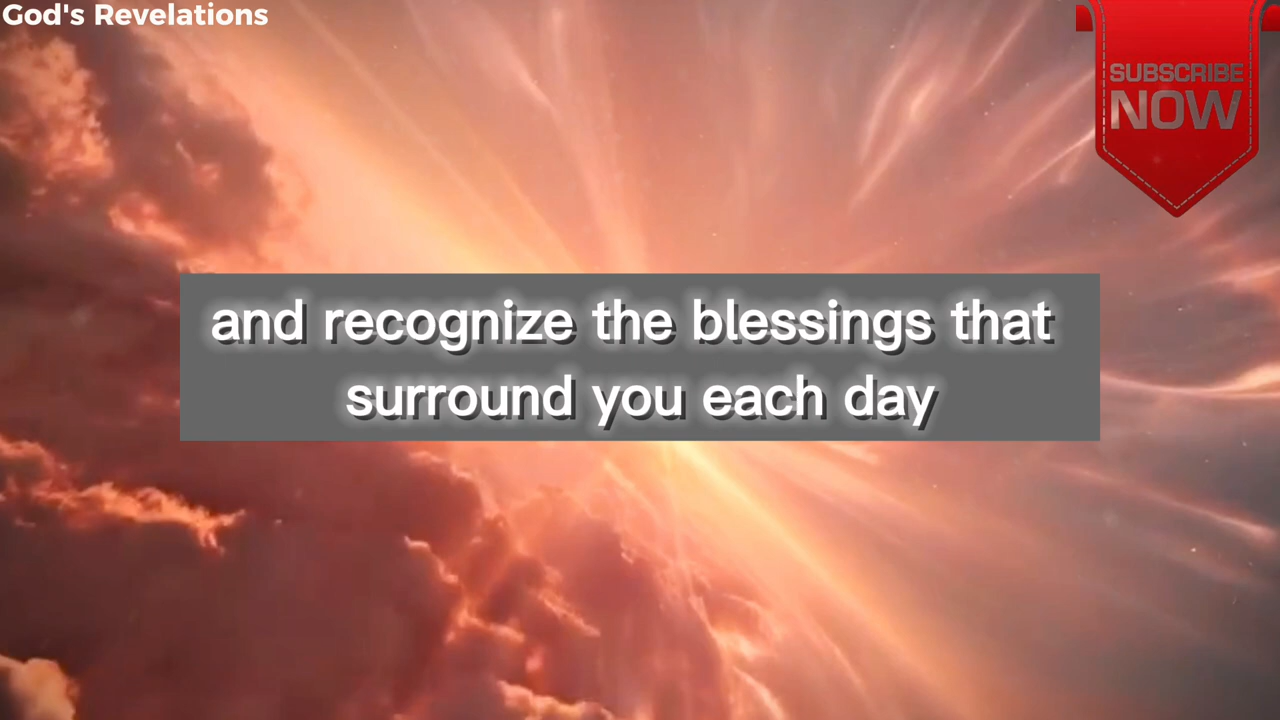 God's Revelations
SUBSCRIBE
NOW
and recognize the blessings that
surround you each day